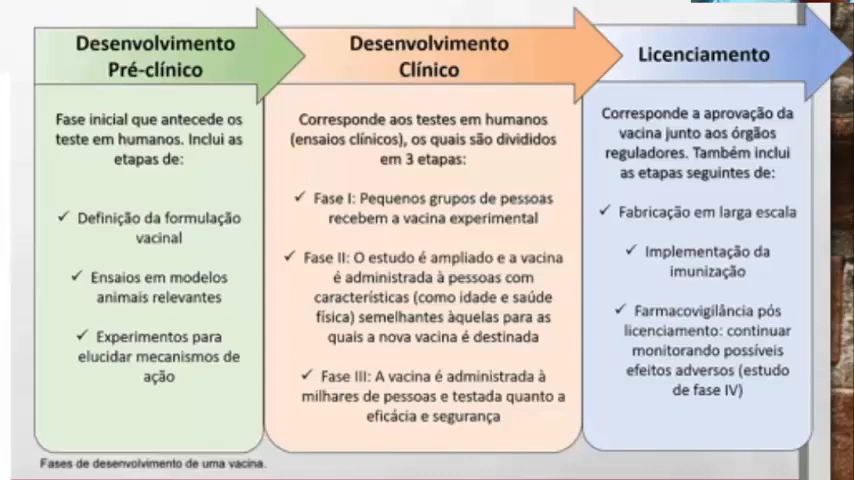 Desenvolvimento
Pré-clínico
Fase inicial que antecede os
teste em humanos. Inclui as
etapas de:
✓ Definição da formulação
vacinal
✓ Ensaios em modelos
animais relevantes
✓ Experimentos para
elucidar mecanismos de
ação
Desenvolvimento
Clínico
Corresponde aos testes em humanos
(ensaios clínicos), os quais são divididos
em 3 etapas:
✓ Fase I: Pequenos grupos de pessoas
recebem a vacina experimental
✓ Fase II: O estudo é ampliado e a vacina
é administrada à pessoas com
características (como idade e saúde
física) semelhantes àquelas para as
quais a nova vacina é destinada
✓ Fase III: A vacina é administrada à
milhares de pessoas e testada quanto a
eficácia e segurança
Licenciamento
Corresponde a aprovação da
vacina junto aos órgãos
reguladores. Também inclui
as etapas seguintes de:
✓ Fabricação em larga escala
✓ Implementação da
imunização
✓ Farmacovigilância pós
licenciamento: continuar
monitorando possíveis
efeitos adversos (estudo
de fase IV)
Fases de desenvolvimento de uma vacina.